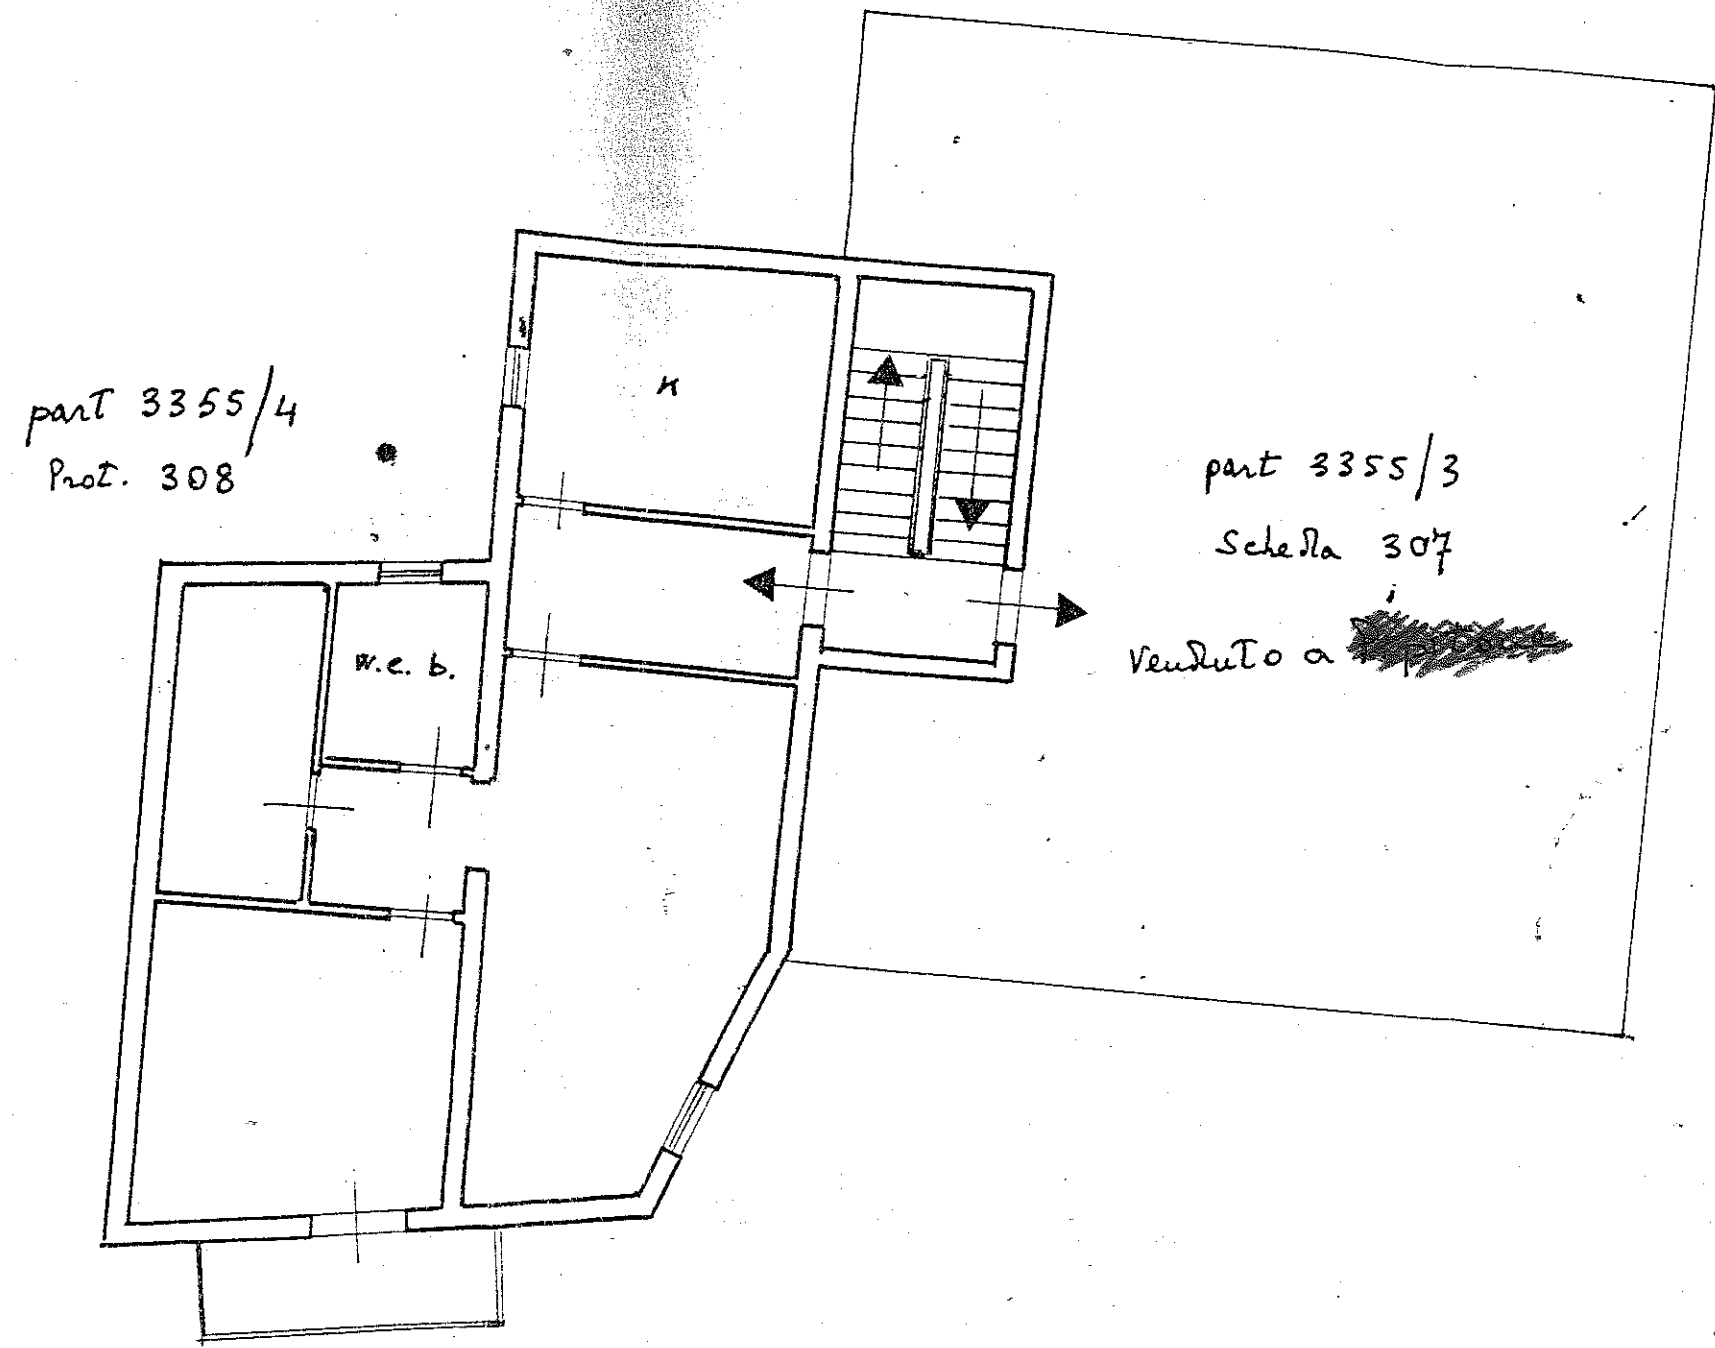 part 3355/4
Prot. 308
K
w.c. b.
part 3355/3
Scheda 307
Venduto a